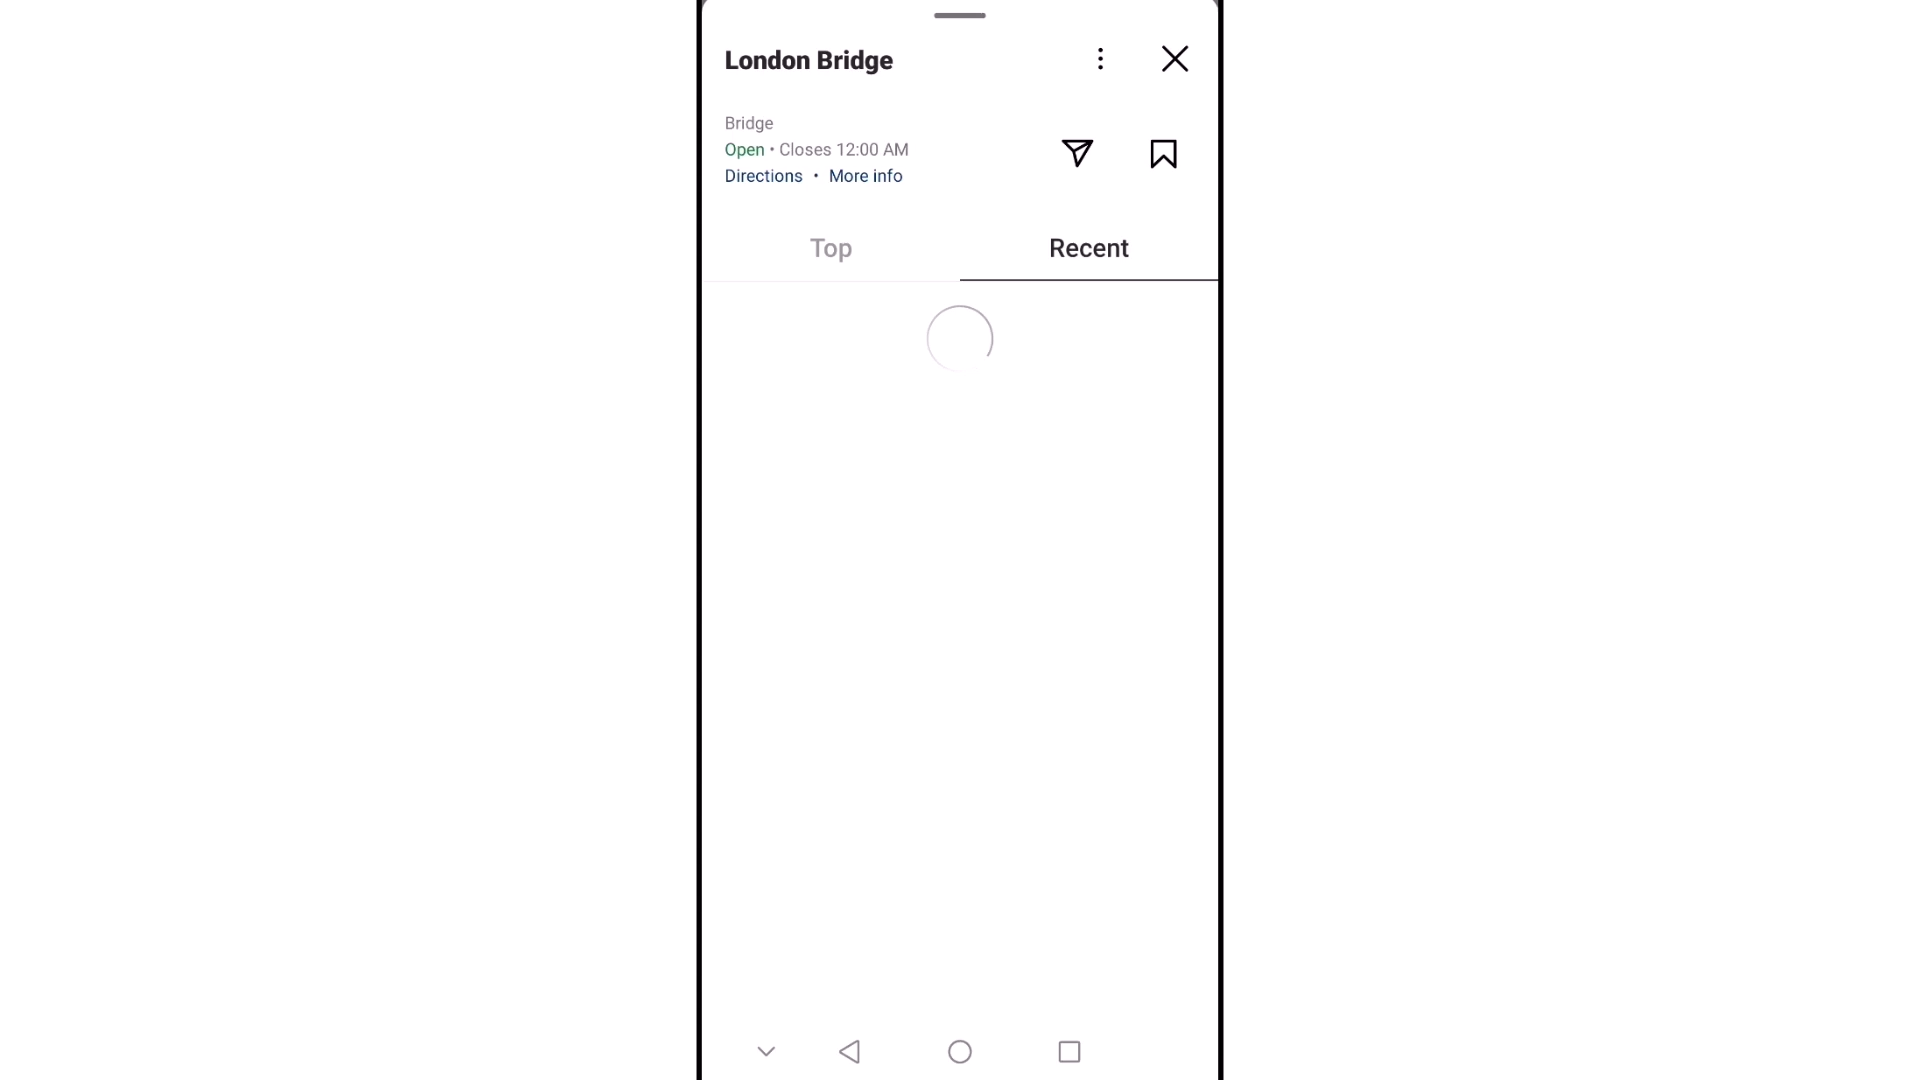 London Bridge
Bridge
Open • Closes 12:00 AM
Directions • More info
Top
Recent